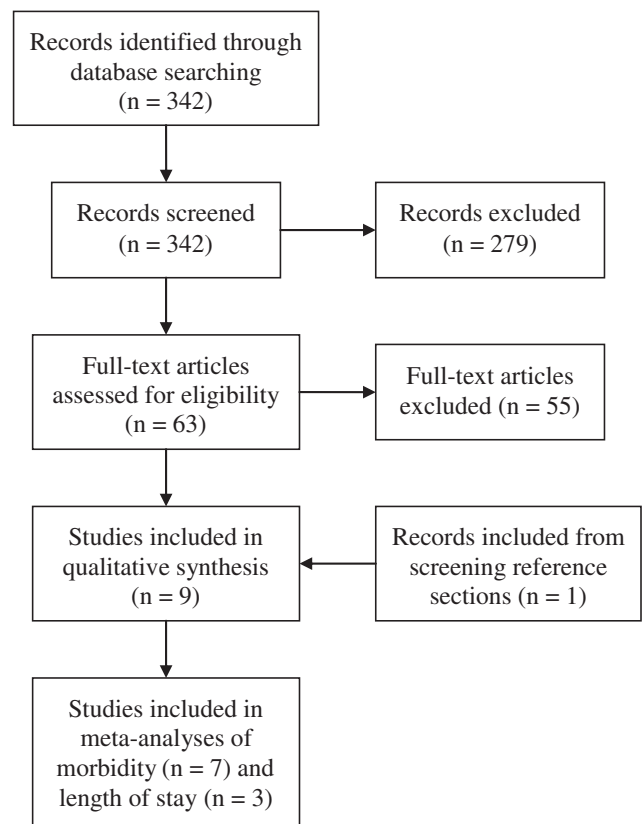 Records identified through
database searching
(n = 342)
Records screened
(n = 342)
Records excluded
(n = 279)
Full-text articles
assessed for eligibility
(n = 63)
Full-text articles
excluded (n = 55)
Studies included in
qualitative synthesis
(n = 9)
Records included from
screening reference
sections (n = 1)
Studies included in
meta-analyses of
morbidity (n = 7) and
length of stay (n = 3)